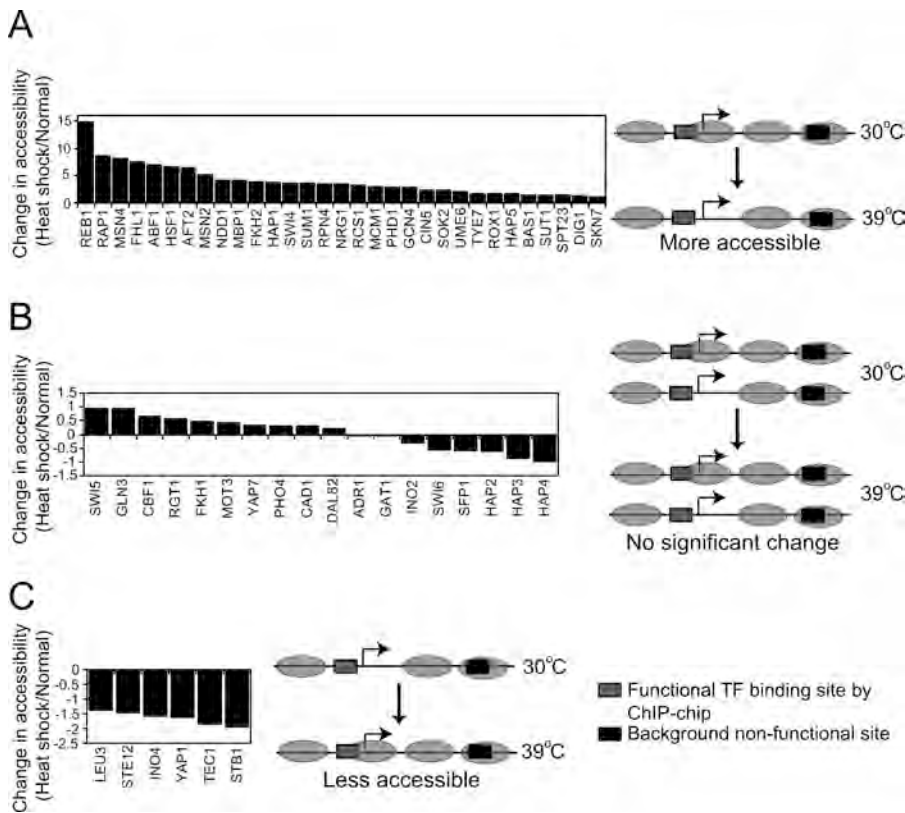 A
Change in accessibility
(Heat shock/Normal)
15
10
5
0
REB1
RAP1
MSN4
FHL1
ABF1
HSF1
AFT2
MSN2
NDD1
MBP1
FKH2
HAP1
SWI4
SUM1
RPN4
NRG1
RCS1
MCM1
PHD1
GCN4
CIN5
SOK2
UME6
TYE7
ROX1
HAP5
BAS1
SUT1
SPT23
DIG1
SKN7
30°C
39°C
More accessible
B
Change in accessibility
(Heat shock/Normal)
1.5
1
0.5
0
-0.5
-1
-1.5
SWI5
GLN3
CBF1
RGT1
FKH1
MOT3
YAP7
PHO4
CAD1
DAL82
ADR1
GAT1
INO2
SWI6
SFP1
HAP2
HAP3
HAP4
30°C
39°C
No significant change
C
Change in accessibility
(Heat shock/Normal)
0
-0.5
-1
-1.5
-2
-2.5
LEU3
STE12
INO4
YAP1
TEC1
STB1
30°C
39°C
Less accessible
Functional TF binding site by
ChIP-chip
Background non-functional site